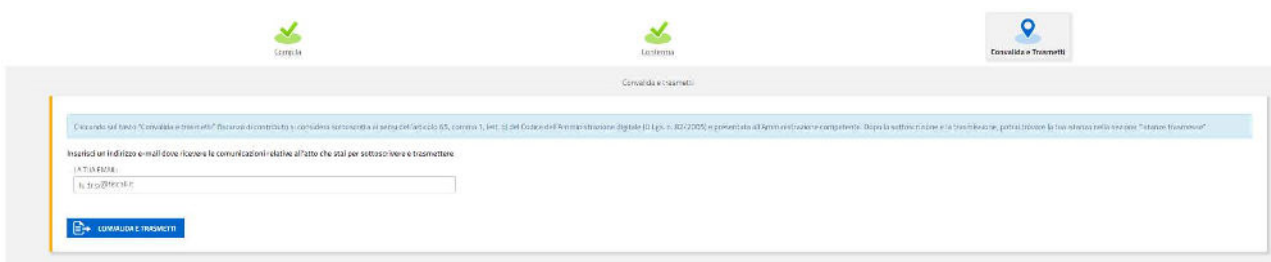 Compila
Conferma
Convalida e Trasmetti
Convalida e trasmetti
Cliccando sul tasto "Convalida e trasmetti" l'istanza di contributo si considera sottoscritta ai sensi dell'articolo 65, comma 1, lett. b) del Codice dell'Amministrazione digitale (D.Lgs. n. 82/2005) e presentata all'Amministrazione competente. Dopo la sottoscrizione e la trasmissione, potrai trovare la tua istanza nella sezione "Istanze trasmesse"
Inserisci un indirizzo e-mail dove ricevere le comunicazioni relative all'atto che stai per sottoscrivere e trasmettere
LA TUA EMAIL:
CONVALIDA E TRASMETTI